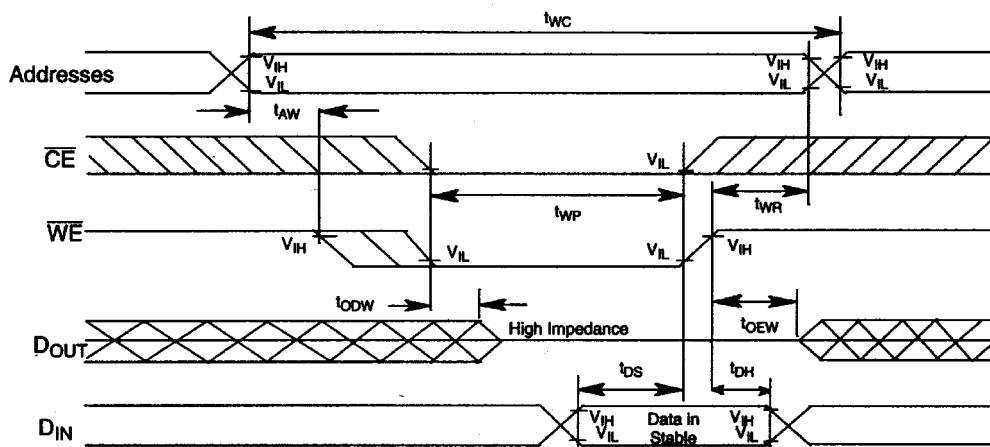 tWC
Addresses VIH VIH VIH
VIL VIL VIL
tAW
CE VIL
tWP tWR
WE VIH VIL VIL VIH
tODW tOEW
DOUT High Impedance
tDS tDH
DIN VIH Data in VIH
VIL Stable VIL